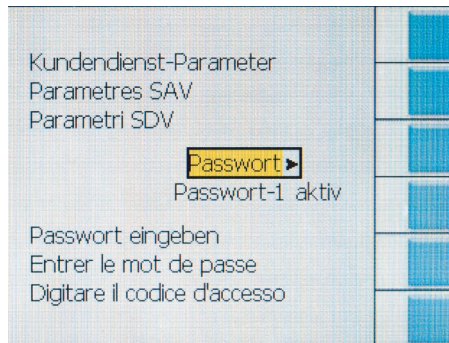 Kundendienst-Parameter
Parametres SAV
Parametri SDV
Passwort ►
Passwort-1 aktiv
Passwort eingeben
Entrer le mot de passe
Digitare il codice d'accesso